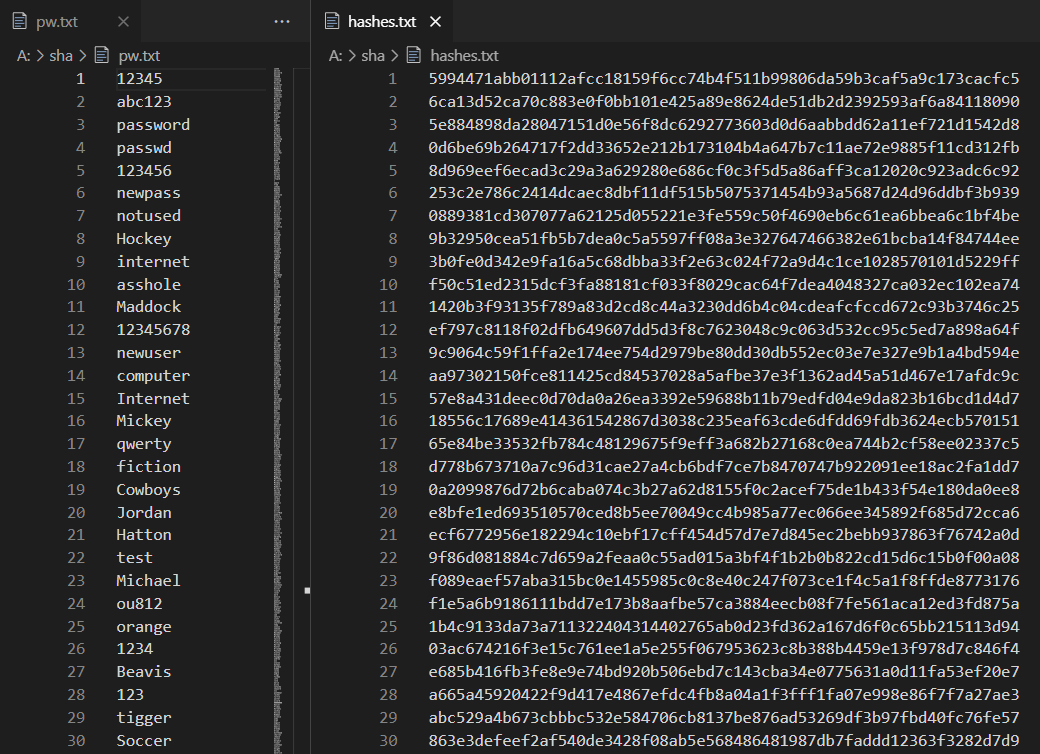 pw.txt
A: > sha > pw.txt
1 12345
2 abc123
3 password
4 passwd
5 123456
6 newpass
7 notused
8 Hockey
9 internet
10 asshole
11 Maddock
12 12345678
13 newuser
14 computer
15 Internet
16 Mickey
17 qwerty
18 fiction
19 Cowboys
20 Jordan
21 Hatton
22 test
23 Michael
24 ou812
25 orange
26 1234
27 Beavis
28 123
29 tigger
30 Soccer
hashes.txt
A: > sha > hashes.txt
1 5994471abb01112afcc18159f6cc74b4f511b99806da59b3caf5a9c173cacfc5
2 6ca13d52ca70c883e0f0bb101e425a89e8624de51db2d2392593af6a84118090
3 5e884898da28047151d0e56f8dc6292773603d0d6aabbdd62a11ef721d1542d8
4 0d6be69b264717f2dd33652e212b173104b4a647b7c11ae72e9885f11cd312fb
5 8d969eef6ecad3c29a3a629280e686cf0c3f5d5a86aff3ca12020c923adc6c92
6 253c2e786c2414dcaec8dbf11df515b5075371454b93a5687d24d96ddbf3b939
7 0889381cd307077a62125d055221e3fe559c50f4690eb6c61ea6bbea6c1bf4be
8 9b32950cea51fb5b7dea0c5a5597ff08a3e327647466382e61bcba14f84744ee
9 3b0fe0d342e9fa16a5c68dbba33f2e63c024f72a9d4c1ce1028570101d5229ff
10 f50c51ed2315dcf3fa88181cf033f8029cac64f7dea4048327ca032ec102ea74
11 1420b3f93135f789a83d2cd8c44a3230dd6b4c04cdeafcfccd672c93b3746c25
12 ef797c8118f02dfb649607dd5d3f8c7623048c9c063d532cc95c5ed7a898a64f
13 9c9064c59f1ffa2e174ee754d2979be80dd30db552ec03e7e327e9b1a4bd594e
14 aa97302150fce811425cd84537028a5afbe37e3f1362ad45a51d467e17afdc9c
15 57e8a431deec0d70da0a26ea3392e59688b11b79edfd04e9da823b16bcd1d4d7
16 18556c17689e414361542867d3038c235eaf63cde6dfdd69fdb3624ecb570151
17 65e84be33532fb784c48129675f9eff3a682b27168c0ea744b2cf58ee02337c5
18 d778b673710a7c96d31cae27a4cb6bdf7ce7b8470747b922091ee18ac2fa1dd7
19 0a2099876d72b6caba074c3b27a62d8155f0c2acef75de1b433f54e180da0ee8
20 e8bfe1ed693510570ced8b5ee70049cc4b985a77ec066ee345892f685d72cca6
21 ecf6772956e182294c10ebf17cff454d57d7e7d845ec2bebb937863f76742a0d
22 9f86d081884c7d659a2feaa0c55ad015a3bf4f1b2b0b822cd15d6c15b0f00a08
23 f089eaef57aba315bc0e1455985c0c8e40c247f073ce1f4c5a1f8ffde8773176
24 f1e5a6b9186111bdd7e173b8aafbe57ca3884eecb08f7fe561aca12ed3fd875a
25 1b4c9133da73a711322404314402765ab0d23fd362a167d6f0c65bb215113d94
26 03ac674216f3e15c761ee1a5e255f067953623c8b388b4459e13f978d7c846f4
27 e685b416fb3fe8e9e74bd920b506ebd7c143cba34e0775631a0d11fa53ef20e7
28 a665a45920422f9d417e4867efdc4fb8a04a1f3fff1fa07e998e86f7f7a27ae3
29 abc529a4b673cbbbc532e584706cb8137be876ad53269df3b97fbd40fc76fe57
30 863e3defeef2af540de3428f08ab5e568486481987db7faddd12363f3282d7d9